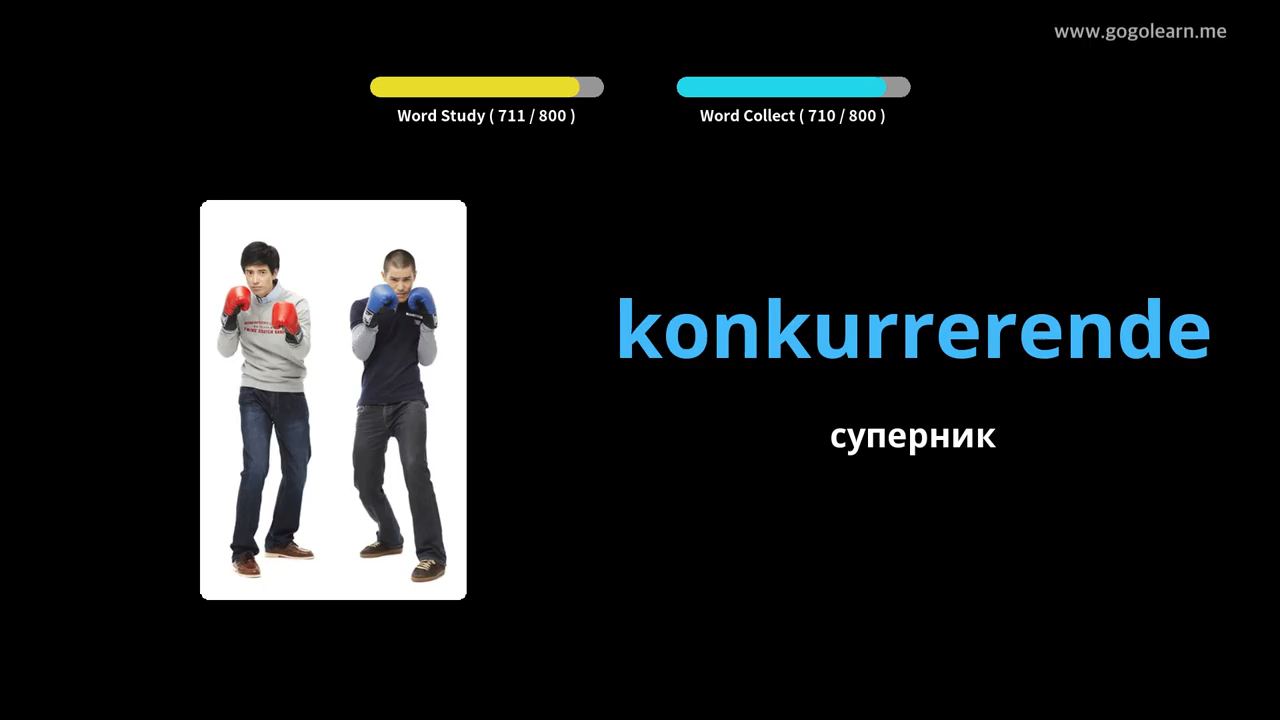 www.gogolearn.me
Word Study ( 711 / 800 )
Word Collect ( 710 / 800 )
konkurrerende
суперник